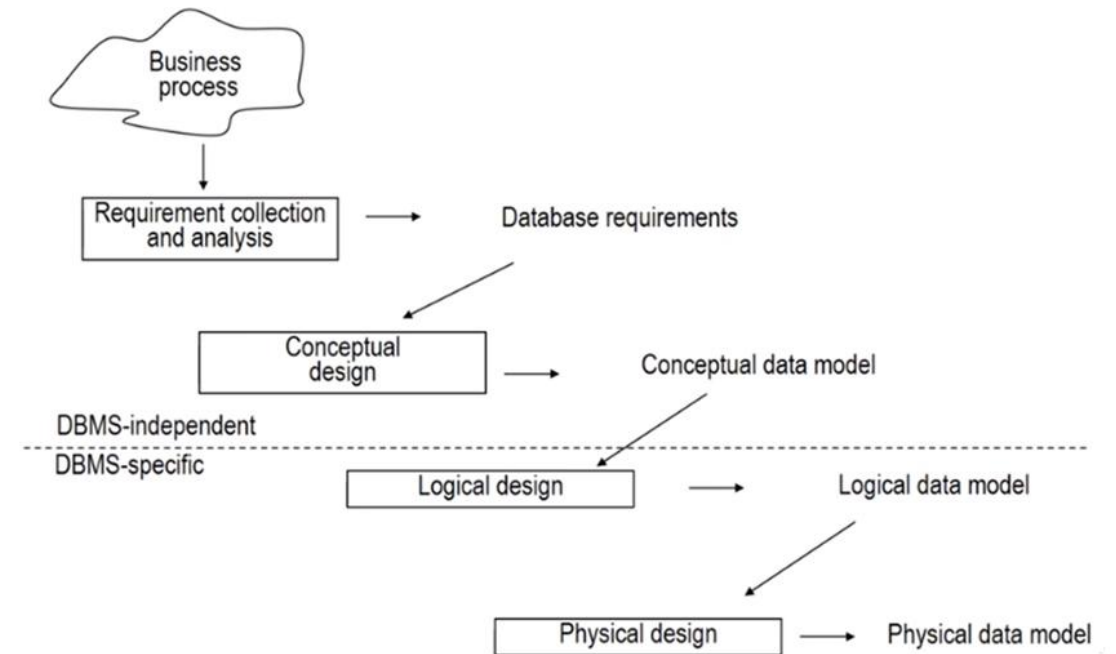 Business
process
Requirement collection
and analysis
Database requirements
Conceptual
design
Conceptual data model
DBMS-independent
DBMS-specific
Logical design
Logical data model
Physical design
Physical data model